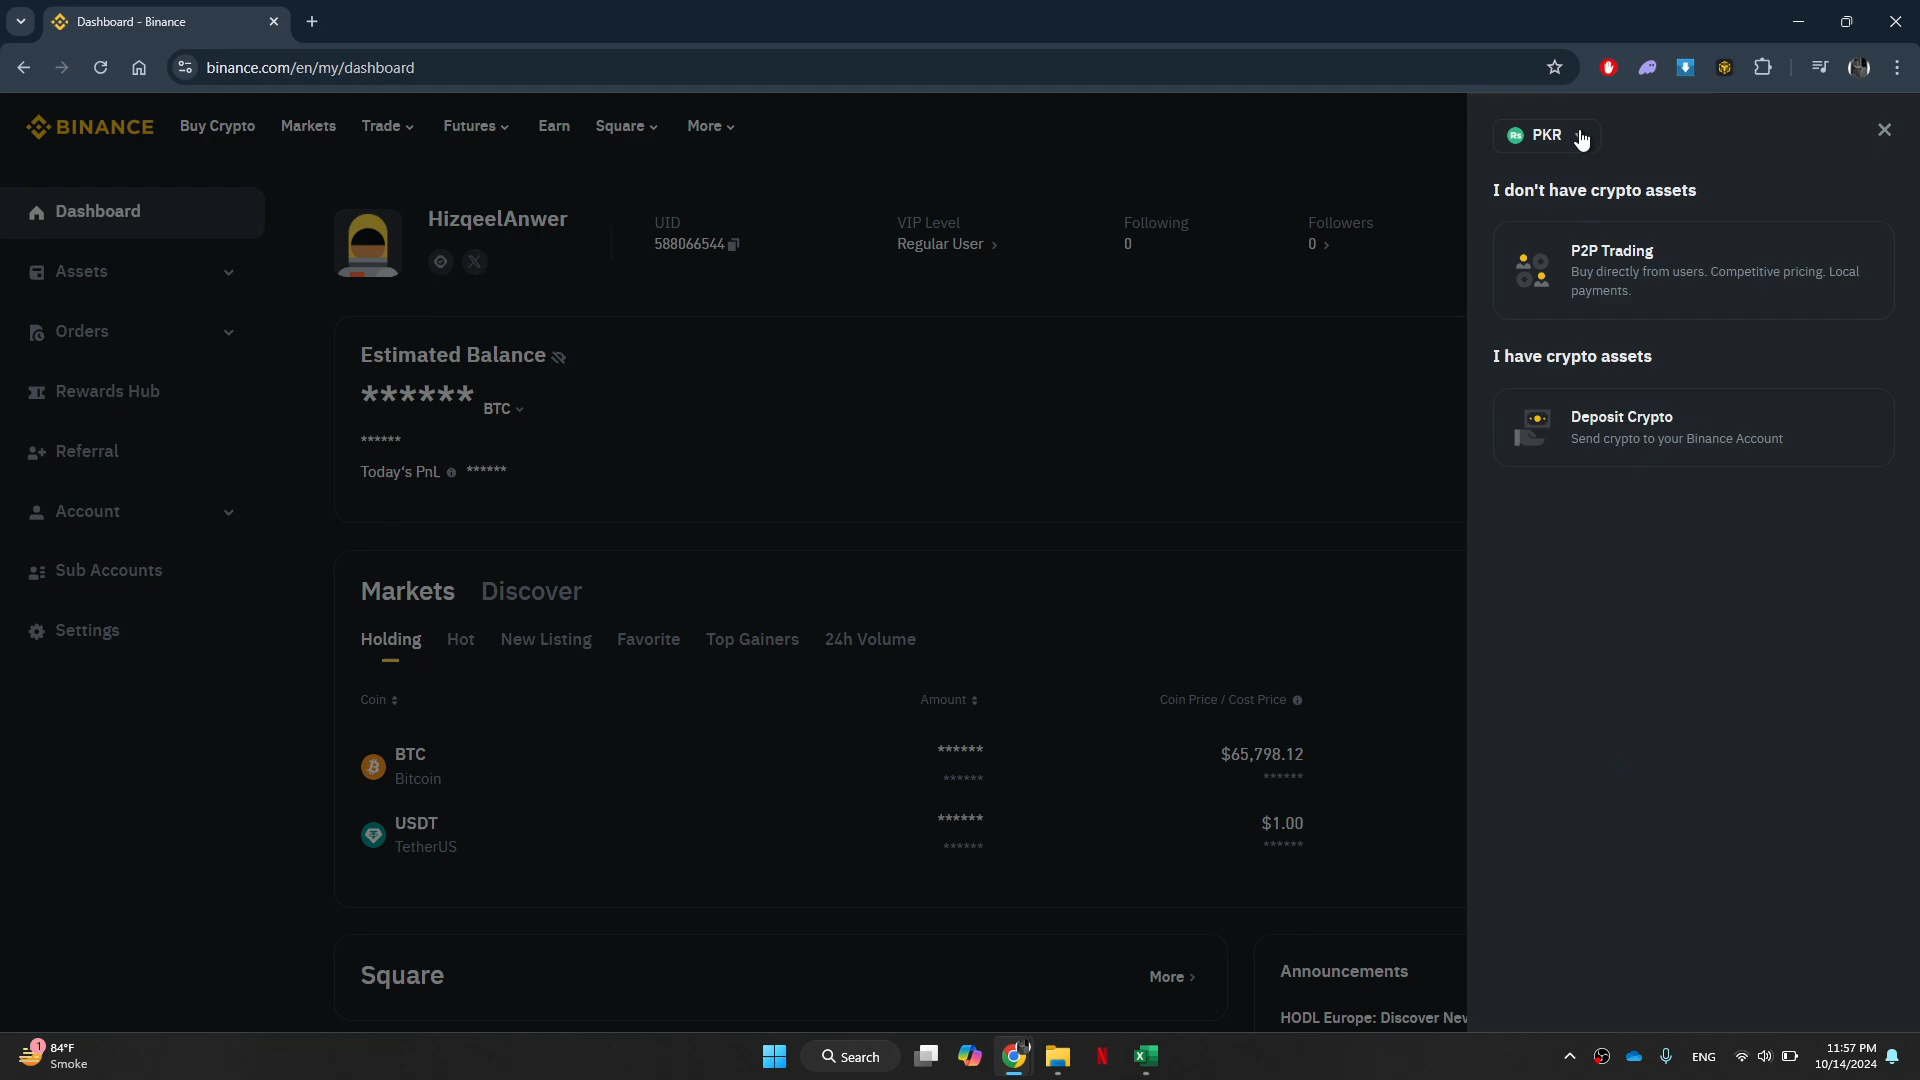 Dashboard - Binance
binance.com/en/my/dashboard
BINANCE
Buy Crypto
Markets
Trade
Futures
Earn
Square
More
Rs PKR
I don't have crypto assets
P2P Trading
Buy directly from users. Competitive pricing. Local
payments.
I have crypto assets
Deposit Crypto
Send crypto to your Binance Account
Dashboard
Assets
Orders
Rewards Hub
Referral
Account
Sub Accounts
Settings
HizqeelAnwer
UID
588066544
VIP Level
Regular User
Following
0
Followers
0
Estimated Balance
******
BTC
******
Today's PnL ******
Markets Discover
Holding Hot New Listing Favorite Top Gainers 24h Volume
Coin Amount Coin Price / Cost Price
BTC ****** $65,798.12
Bitcoin ****** ******
USDT ****** $1.00
TetherUS ****** ******
Square
More
Announcements
HODL Europe: Discover Nev
1
84°F
Smoke
Search
ENG
11:57 PM
10/14/2024